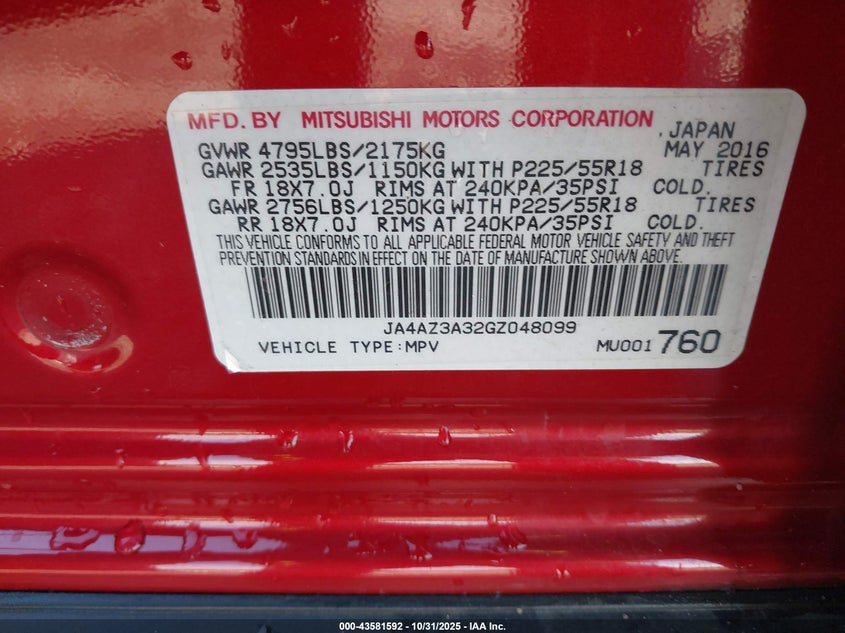 MFD. BY MITSUBISHI MOTORS CORPORATION
, JAPAN
GVWR 4795LBS/2175KG MAY 2016
GAWR 2535LBS/1150KG WITH P225/55R18 TIRES
FR 18X7.0J RIMS AT 240KPA/35PSI COLD.
GAWR 2756LBS/1250KG WITH P225/55R18 TIRES
RR 18X7.0J RIMS AT 240KPA/35PSI COLD.
THIS VEHICLE CONFORMS TO ALL APPLICABLE FEDERAL MOTOR VEHICLE SAFETY AND THEFT
PREVENTION STANDARDS IN EFFECT ON THE DATE OF MANUFACTURE SHOWN ABOVE.
JA4AZ3A32GZ048099
VEHICLE TYPE:MPV MU001 760
000-43581592 - 10/31/2025 - IAA Inc.